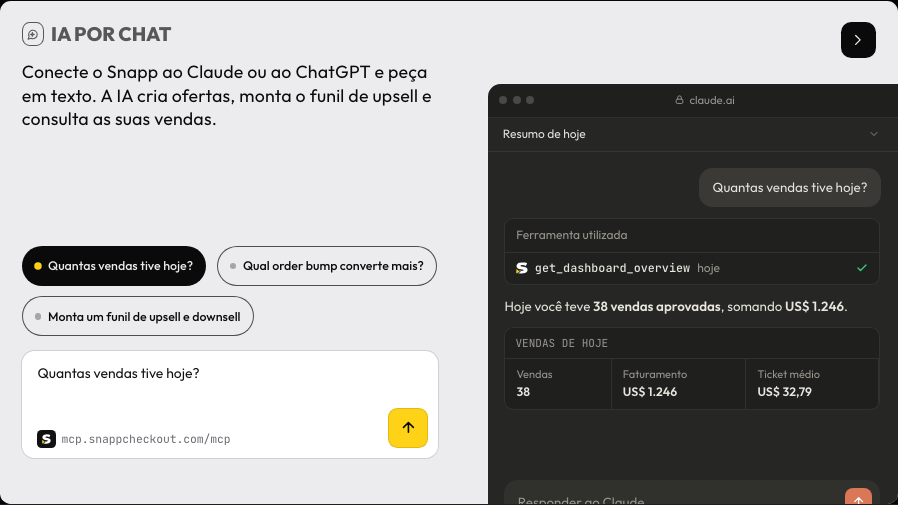 IA POR CHAT
Conecte o Snapp ao Claude ou ao ChatGPT e peça
em texto. A IA cria ofertas, monta o funil de upsell e
consulta as suas vendas.
Quantas vendas tive hoje?
Qual order bump converte mais?
Monta um funil de upsell e downsell
Quantas vendas tive hoje?
mcp.snappcheckout.com/mcp
claude.ai
Resumo de hoje
Quantas vendas tive hoje?
Ferramenta utilizada
get_dashboard_overview hoje
Hoje você teve 38 vendas aprovadas, somando US$ 1.246.
VENDAS DE HOJE
Vendas
38
Faturamento
US$ 1.246
Ticket médio
US$ 32,79
Responder ao Claude